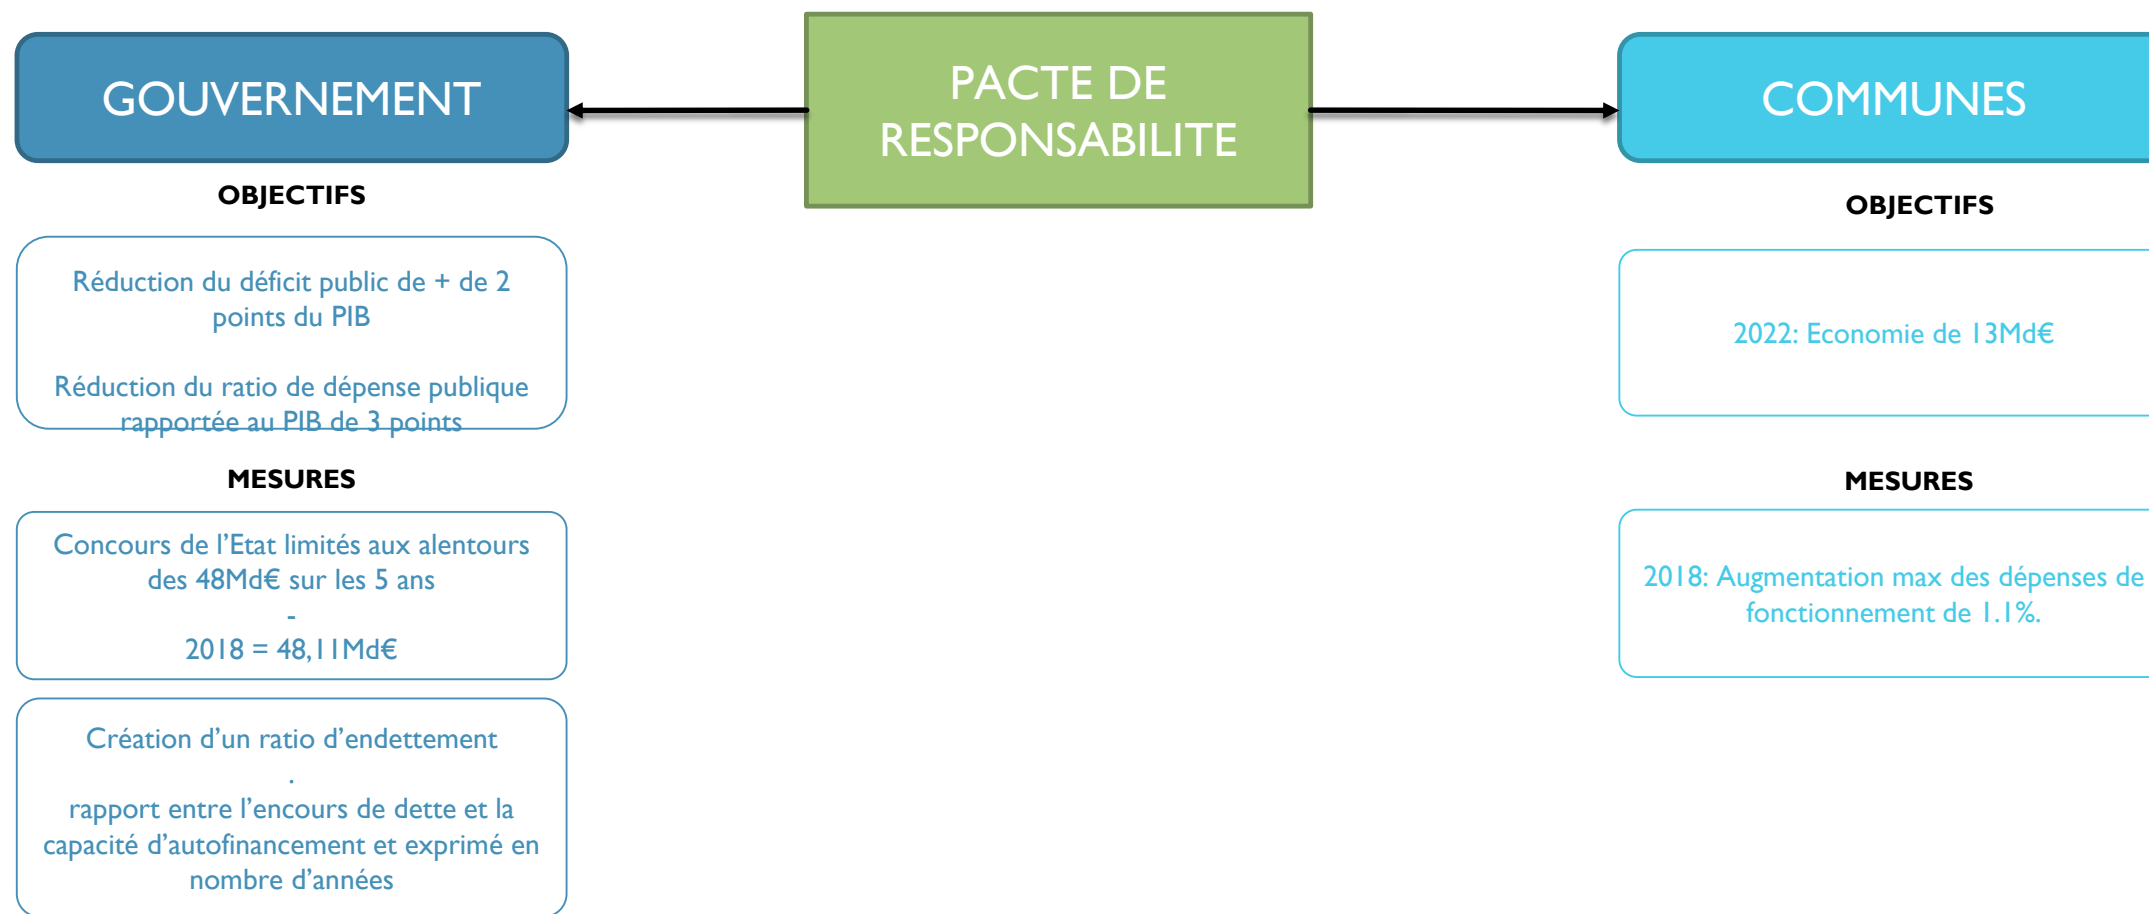 GOUVERNEMENT
OBJECTIFS
Réduction du déficit public de + de 2
points du PIB
Réduction du ratio de dépense publique
rapportée au PIB de 3 points
MESURES
Concours de l’Etat limités aux alentours
des 48Md€ sur les 5 ans
-
2018 = 48,11Md€
Création d’un ratio d’endettement
.
rapport entre l’encours de dette et la
capacité d’autofinancement et exprimé en
nombre d’années
PACTE DE
RESPONSABILITE
COMMUNES
OBJECTIFS
2022: Economie de 13Md€
MESURES
2018: Augmentation max des dépenses de
fonctionnement de 1.1%.